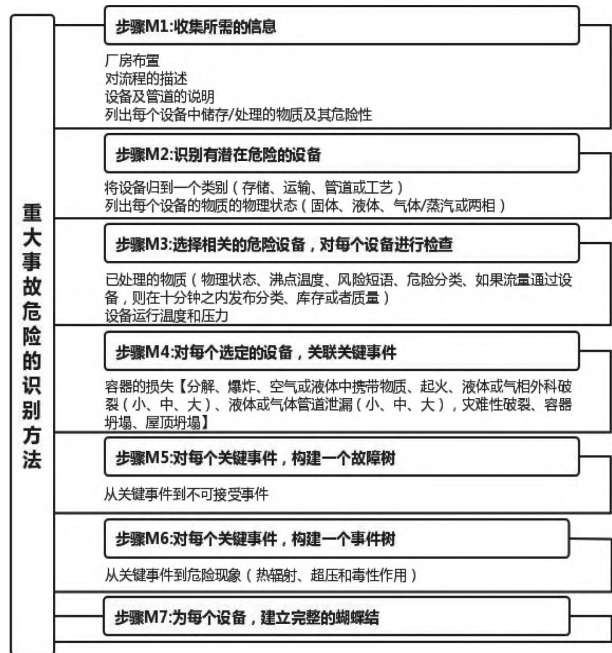 重大事故危险的识别方法
步骤M1:收集所需的信息
厂房布置
对流程的描述
设备及管道的说明
列出每个设备中储存/处理的物质及其危险性
步骤M2:识别有潜在危险的设备
将设备归到一个类别（存储、运输、管道或工艺）
列出每个设备的物质的物理状态（固体、液体、气体/蒸汽或两相）
步骤M3:选择相关的危险设备，对每个设备进行检查
已处理的物质（物理状态、沸点温度、风险短语、危险分类、如果流量通过设
备，则在十分钟之内发布分类、库存或者质量）
设备运行温度和压力
步骤M4:对每个选定的设备，关联关键事件
容器的损失【分解、爆炸、空气或液体中携带物质、起火、液体或气相外科破
裂（小、中、大）、液体或气体管道泄漏（小、中、大），灾难性破裂、容器
坍塌、屋顶坍塌】
步骤M5:对每个关键事件，构建一个故障树
从关键事件到不可接受事件
步骤M6:对每个关键事件，构建一个事件树
从关键事件到危险现象（热辐射、超压和毒性作用）
步骤M7:为每个设备，建立完整的蝴蝶结